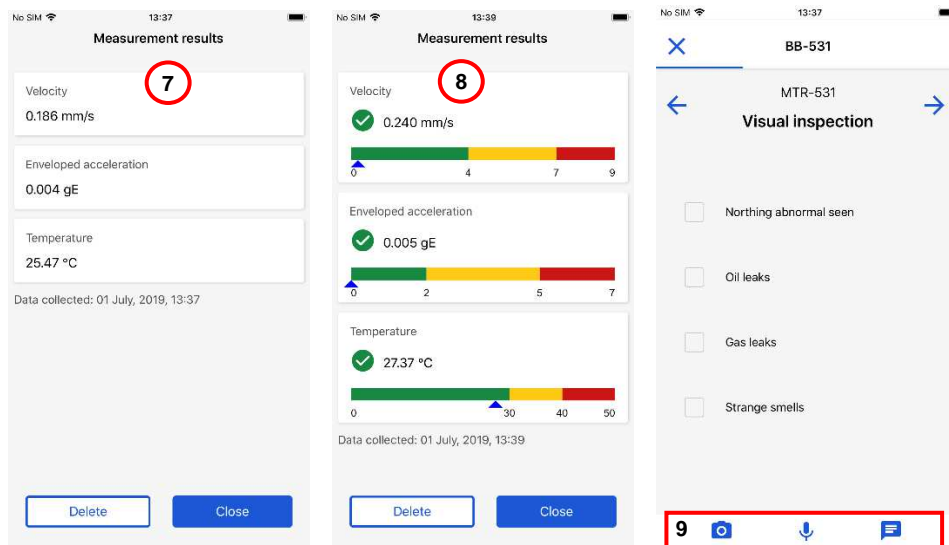 No SIM 13:37
Measurement results
7
Velocity
0.186 mm/s
Enveloped acceleration
0.004 gE
Temperature
25.47 °C
Data collected: 01 July, 2019, 13:37
Delete Close
No SIM 13:39
Measurement results
8
Velocity
0.240 mm/s
0 4 7 9
Enveloped acceleration
0.005 gE
0 2 5 7
Temperature
27.37 °C
0 30 40 50
Data collected: 01 July, 2019, 13:39
Delete Close
No SIM 13:37
BB-531
MTR-531
Visual inspection
Northing abnormal seen
Oil leaks
Gas leaks
Strange smells
9